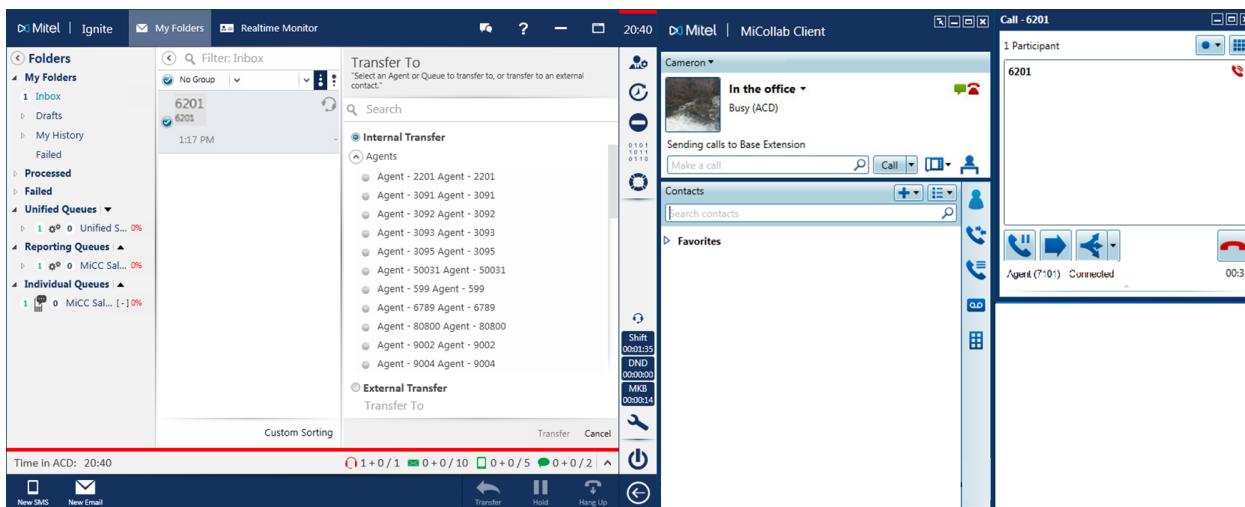 Mitel | Ignite
My Folders
Realtime Monitor
?
20:40
Folders
My Folders
1 Inbox
Drafts
My History
Failed
Processed
Failed
Unified Queues
1 0 Unified S... 0%
Reporting Queues
1 0 MiCC Sal... 0%
Individual Queues
1 0 MiCC Sal... [-] 0%
Filter: Inbox
No Group
6201
6201
1:17 PM
-
Custom Sorting
Transfer To
"Select an Agent or Queue to transfer to, or transfer to an external
contact."
Search
Internal Transfer
Agents
Agent - 2201 Agent - 2201
Agent - 3091 Agent - 3091
Agent - 3092 Agent - 3092
Agent - 3093 Agent - 3093
Agent - 3095 Agent - 3095
Agent - 50031 Agent - 50031
Agent - 599 Agent - 599
Agent - 6789 Agent - 6789
Agent - 80800 Agent - 80800
Agent - 9002 Agent - 9002
Agent - 9004 Agent - 9004
External Transfer
Transfer To
Transfer Cancel
0101
1011
0110
Shift
00:01:35
DND
00:00:00
MKB
00:00:14
Time in ACD: 20:40
1+0/1 0+0/10 0+0/5 0+0/2
New SMS
New Email
Transfer
Hold
Hang Up
Mitel | MiCollab Client
Cameron
In the office
Busy (ACD)
Sending calls to Base Extension
Make a call
Call
Contacts
Search contacts
Favorites
Call - 6201
1 Participant
6201
Agent (7101) Connected
00:3